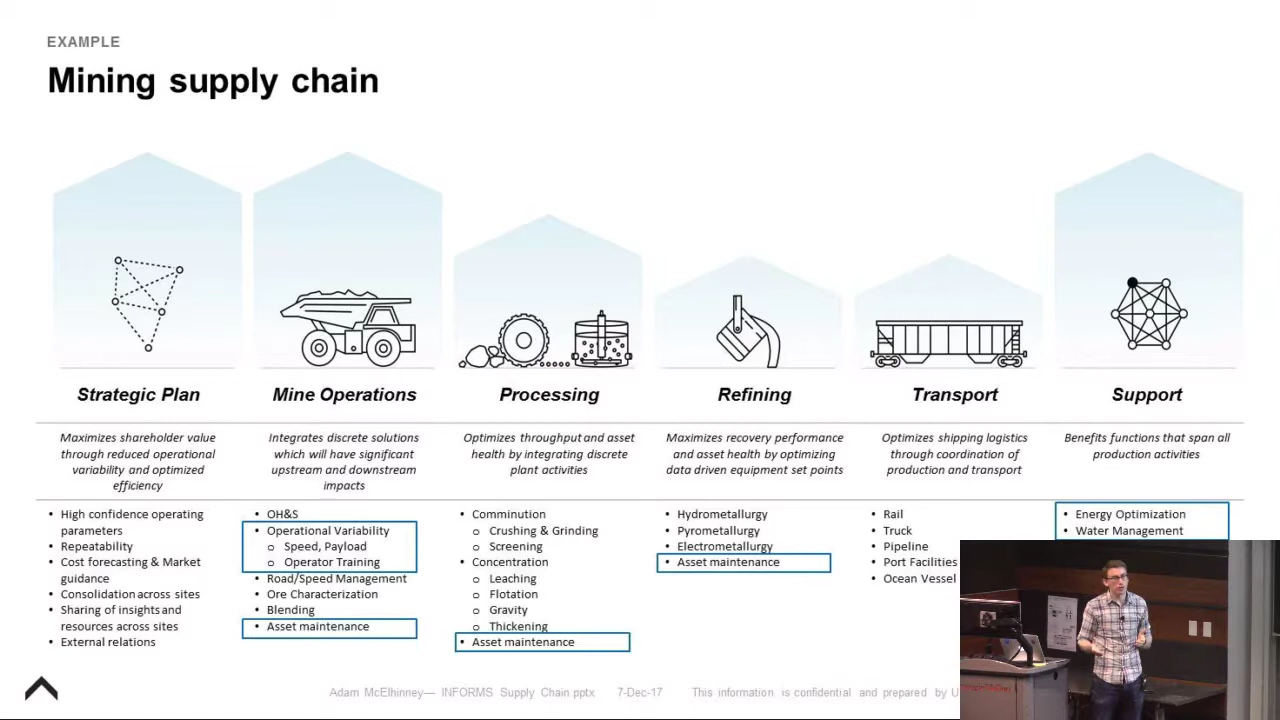 EXAMPLE
Mining supply chain
Strategic Plan
Maximizes shareholder value
through reduced operational
variability and optimized
efficiency
• High confidence operating
parameters
• Repeatability
• Cost forecasting & Market
guidance
• Consolidation across sites
• Sharing of insights and
resources across sites
• External relations
Mine Operations
Integrates discrete solutions
which will have significant
upstream and downstream
impacts
• OH&S
• Operational Variability
o Speed, Payload
o Operator Training
• Road/Speed Management
• Ore Characterization
• Blending
• Asset maintenance
Processing
Optimizes throughput and asset
health by integrating discrete
plant activities
• Comminution
o Crushing & Grinding
o Screening
• Concentration
o Leaching
o Flotation
o Gravity
o Thickening
• Asset maintenance
Refining
Maximizes recovery performance
and asset health by optimizing
data driven equipment set points
• Hydrometallurgy
• Pyrometallurgy
• Electrometallurgy
• Asset maintenance
Transport
Optimizes shipping logistics
through coordination of
production and transport
• Rail
• Truck
• Pipeline
• Port Facilities
• Ocean Vessel
Support
Benefits functions that span all
production activities
• Energy Optimization
• Water Management
Adam McElhinney— INFORMS Supply Chain.pptx 7-Dec-17 This information is confidential and prepared by